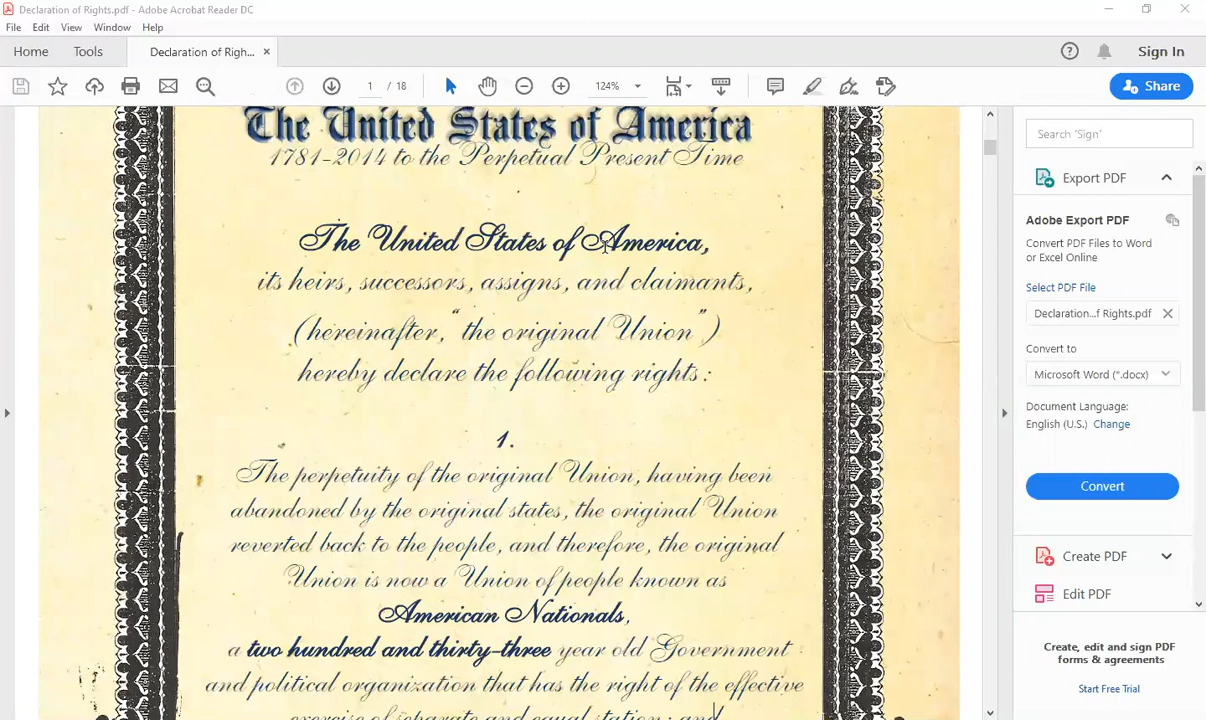 Declaration of Rights.pdf - Adobe Acrobat Reader DC
File Edit View Window Help
Home Tools Declaration of Righ... ×
Sign In
1 / 18 124% Share
The United States of America
1781-2014 to the Perpetual Present Time
The United States of America,
its heirs, successors, assigns, and claimants,
(hereinafter, "the original Union")
hereby declare the following rights:
1.
The perpetuity of the original Union, having been
abandoned by the original states, the original Union
reverted back to the people, and therefore, the original
Union is now a Union of people known as
American Nationals,
a two hundred and thirty-three year old Government
and political organization that has the right of the effective
exercise of separate and equal station; and
Search 'Sign'
Export PDF
Adobe Export PDF
Convert PDF Files to Word
or Excel Online
Select PDF File
Declaration...f Rights.pdf
Convert to
Microsoft Word (*.docx)
Document Language:
English (U.S.) Change
Convert
Create PDF
Edit PDF
Create, edit and sign PDF
forms & agreements
Start Free Trial